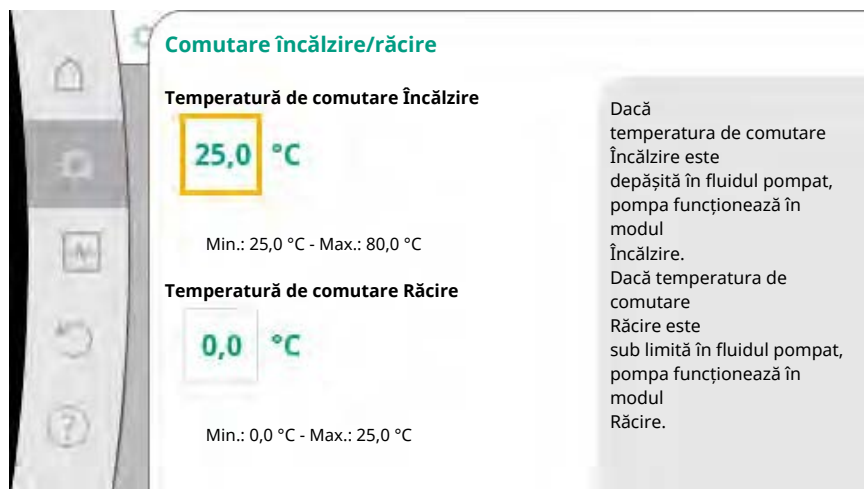 Comutare încălzire/răcire
Temperatură de comutare Încălzire
25,0 °C
Min.: 25,0 °C - Max.: 80,0 °C
Temperatură de comutare Răcire
0,0 °C
Min.: 0,0 °C - Max.: 25,0 °C
Dacă
temperatura de comutare
Încălzire este
depășită în fluidul pompat,
pompa funcționează în
modul
Încălzire.
Dacă temperatura de
comutare
Răcire este
sub limită în fluidul pompat,
pompa funcționează în
modul
Răcire.